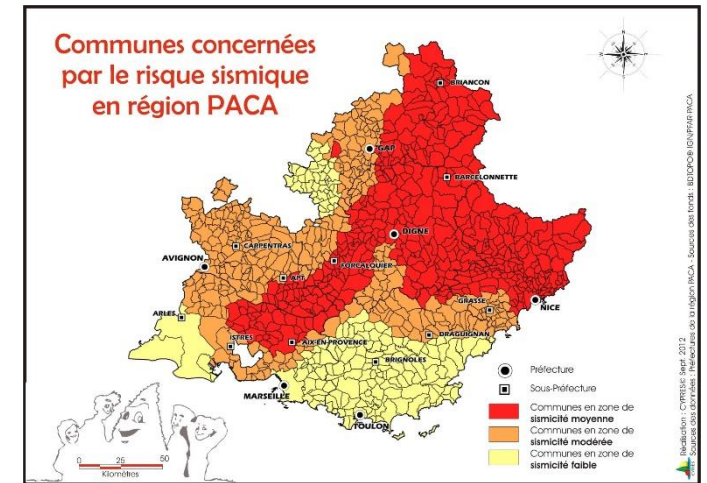 Communes concernées
par le risque sismique
en région PACA
BRIANCON
GAP
BARCELONNETTE
DIGNE
CARPENTRAS
AVIGNON
FORCALQUIER
APT
GRASSE
NICE
ARLES
DRAGUIGNAN
ISTRES
AIX-EN-PROVENCE
BRIGNOLES
MARSEILLE
TOULON
Préfecture
Sous-Préfecture
Communes en zone de
sismicité moyenne
Communes en zone de
sismicité modérée
Communes en zone de
sismicité faible
0 25 50
Kilomètres
Réalisation : CYPRES© Sept. 2012
Sources des données : Préfectures de la région PACA - Sources des fonds : BDTOPO® IGN/PFAR PACA